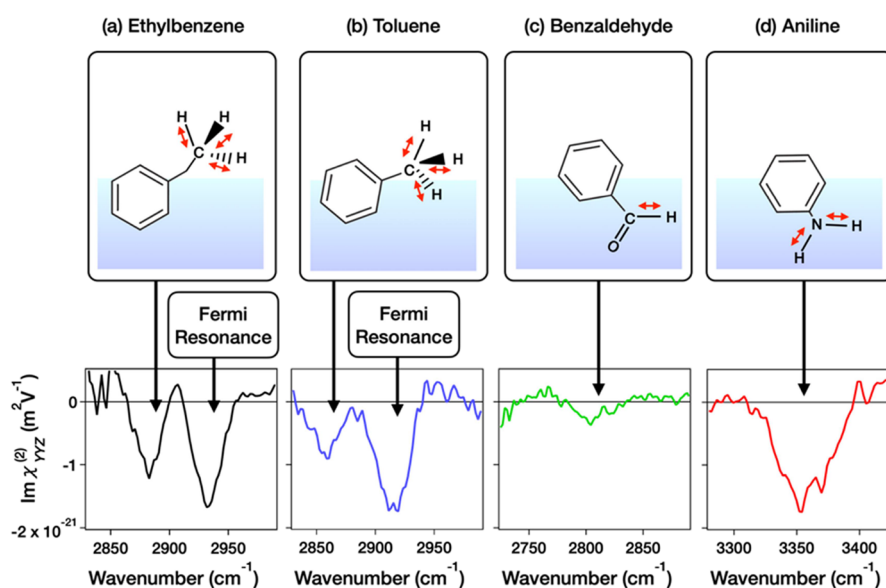 (a) Ethylbenzene (b) Toluene (c) Benzaldehyde (d) Aniline
H
H
C
H
H
C
H
H
C
H
O
N
H
H
Fermi
Resonance
Fermi
Resonance
Im χ(2)YYZ (m2V-1)
0
-1
-2 x 10-21
2850 2900 2950
2850 2900 2950
2750 2800 2850
3300 3350 3400
Wavenumber (cm-1) Wavenumber (cm-1) Wavenumber (cm-1) Wavenumber (cm-1)